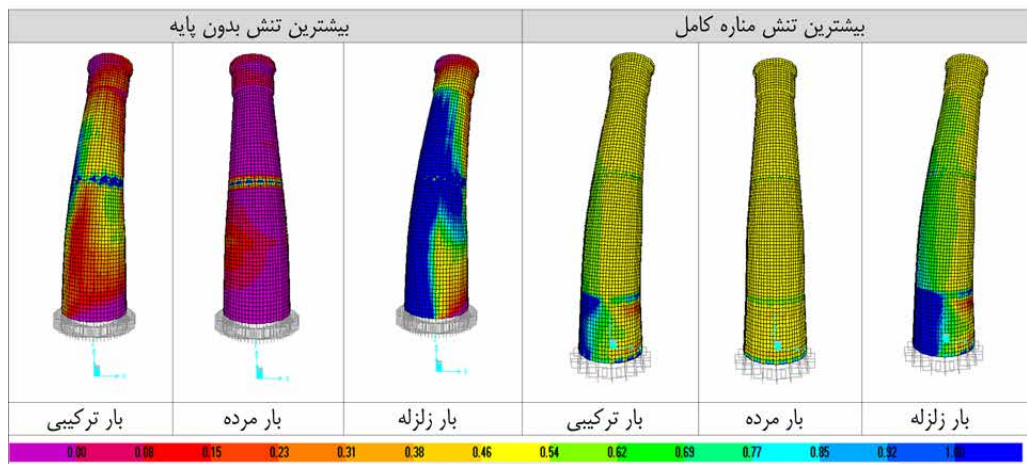 بیشترین تنش مناره کامل	بیشترین تنش بدون پایه
بار زلزله	بار مرده	بار ترکیبی	بار زلزله	بار مرده	بار ترکیبی
0.00 0.08 0.15 0.23 0.31 0.38 0.46 0.54 0.62 0.69 0.77 0.85 0.92 1.00